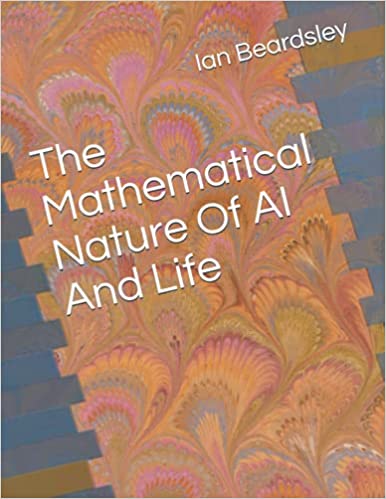 Ian Beardsley
The
Mathematical
Nature Of AI
And Life